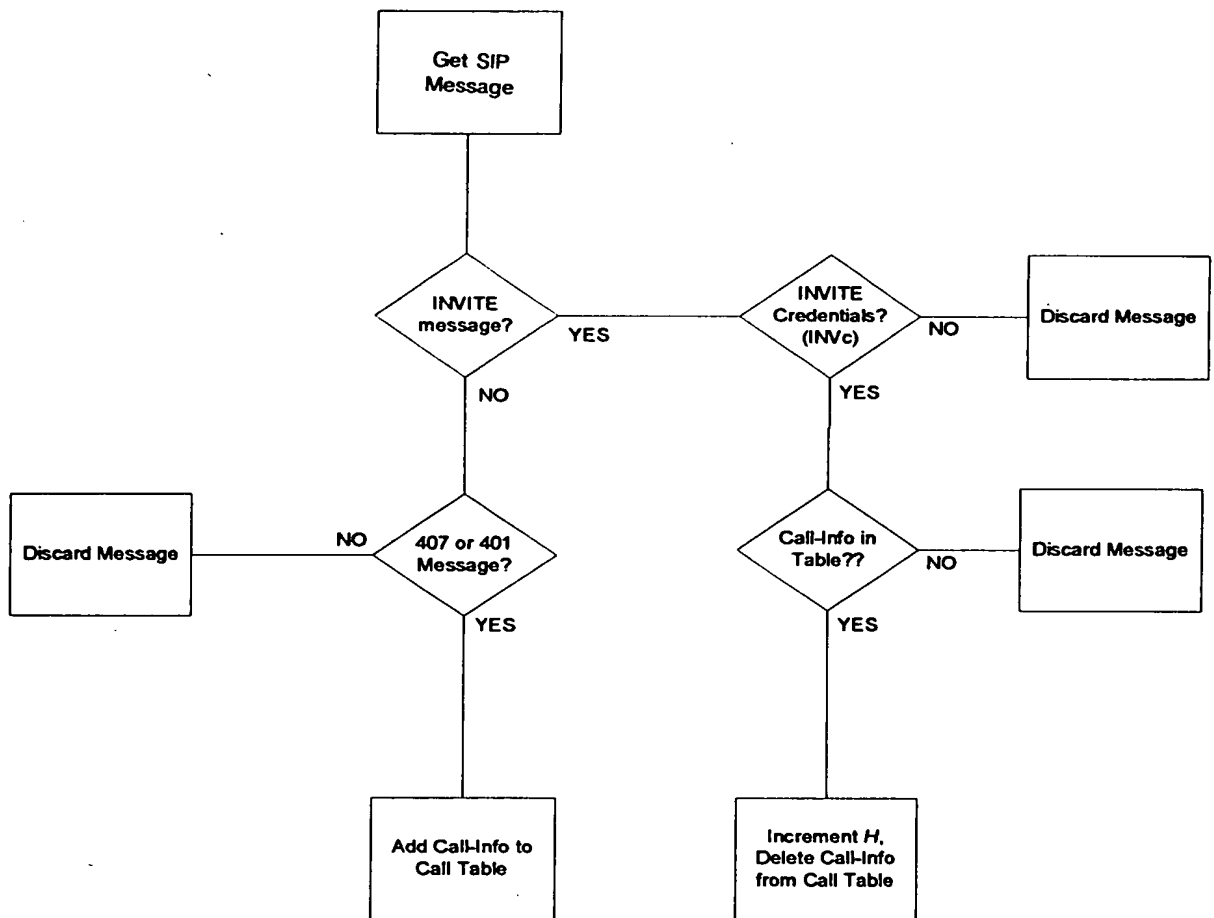 Get SIP
Message
INVITE
message?
YES
INVITE
Credentials?
(INVc)
NO
Discard Message
NO
YES
Discard Message
NO
407 or 401
Message?
YES
Call-Info in
Table??
NO
Discard Message
YES
Add Call-Info to
Call Table
Increment H,
Delete Call-Info
from Call Table